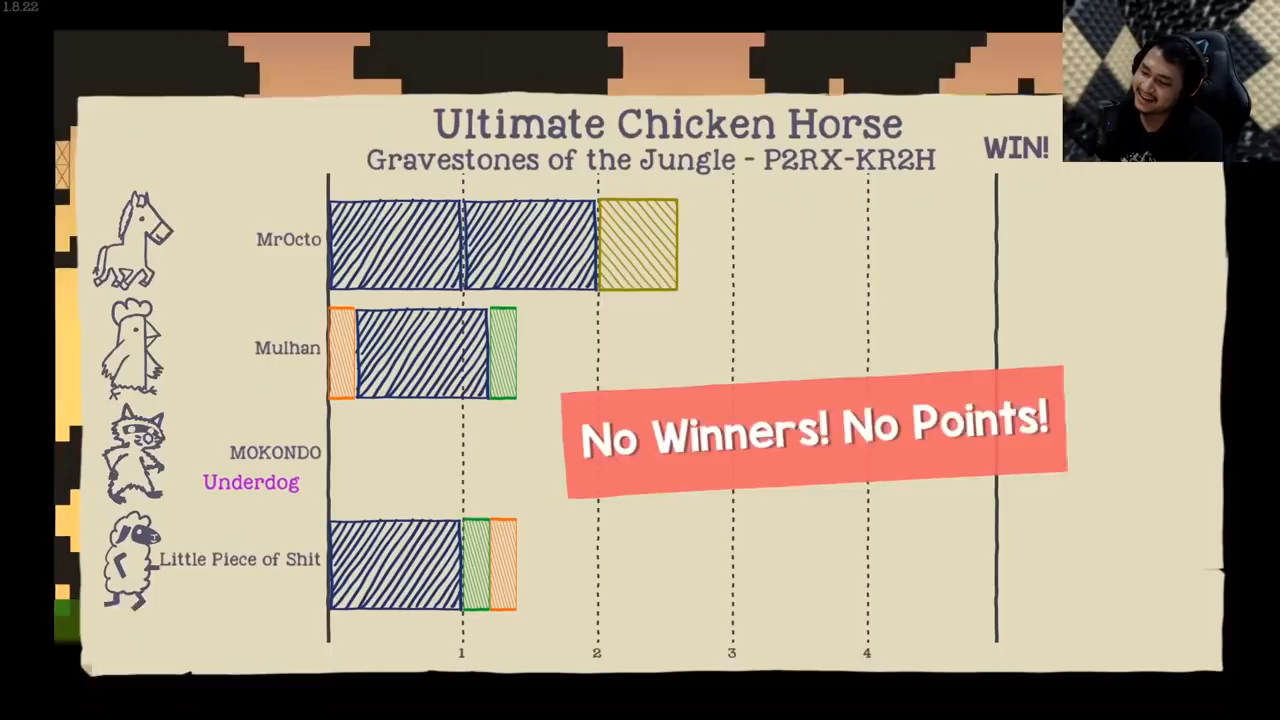 1.8.22
Ultimate Chicken Horse
Gravestones of the Jungle - P2RX-KR2H
WIN!
MrOcto
Mulhan
MOKONDO
Underdog
No Winners! No Points!
Little Piece of Shit
1 2 3 4